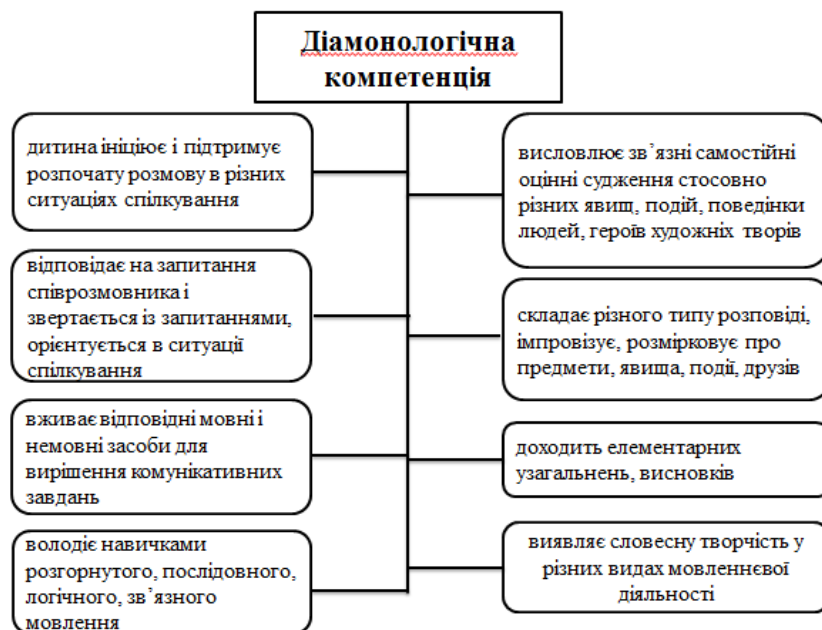 Діамонологічна
компетенція
дитина ініціює і підтримує
розпочату розмову в різних
ситуаціях спілкування
відповідає на запитання
співрозмовника і
звертається із запитаннями,
орієнтується в ситуації
спілкування
вживає відповідні мовні і
немовні засоби для
вирішення комунікативних
завдань
володіє навичками
розгорнутого, послідовного,
логічного, зв’язного
мовлення
висловлює зв’язні самостійні
оцінні судження стосовно
різних явищ, подій, поведінки
людей, героїв художніх творів
складає різного типу розповіді,
імпровізує, розмірковує про
предмети, явища, події, друзів
доходить елементарних
узагальнень, висновків
виявляє словесну творчість у
різних видах мовленнєвої
діяльності